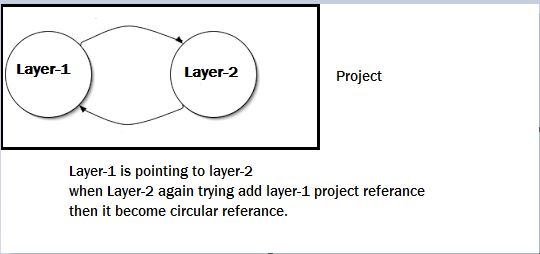 Layer-1
Layer-2
Project
Layer-1 is pointing to layer-2
when Layer-2 again trying add layer-1 project referance
then it become circular referance.